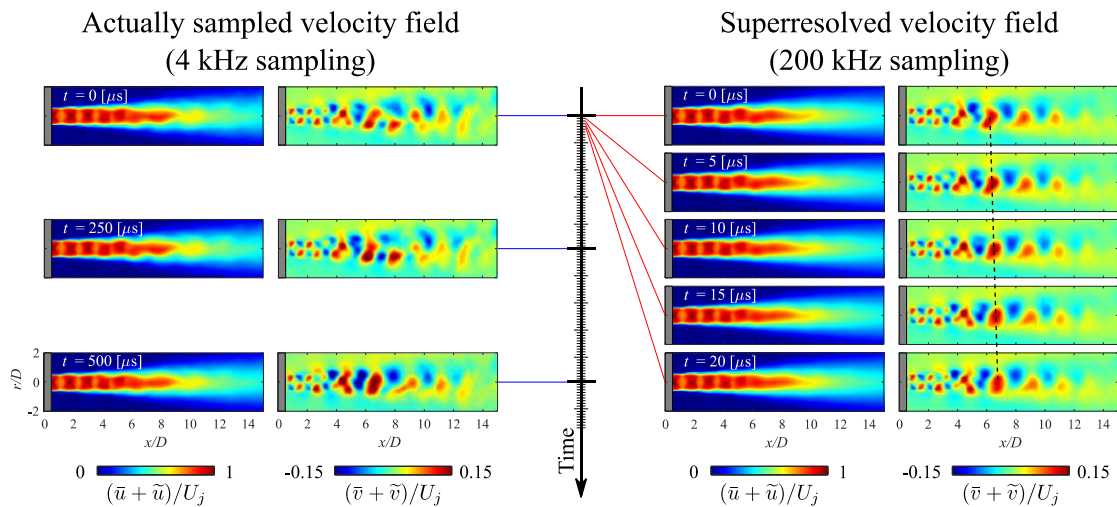 Actually sampled velocity field
(4 kHz sampling)
Superresolved velocity field
(200 kHz sampling)
t = 0 [μs]
t = 250 [μs]
t = 500 [μs]
2
0
-2
r/D
0 2 4 6 8 10 12 14
x/D
0 2 4 6 8 10 12 14
x/D
0 1
(ū + ũ)/U_j
-0.15 0.15
(v̄ + ṽ)/U_j
Time
t = 0 [μs]
t = 5 [μs]
t = 10 [μs]
t = 15 [μs]
t = 20 [μs]
0 2 4 6 8 10 12 14
x/D
0 2 4 6 8 10 12 14
x/D
0 1
(ū + ũ)/U_j
-0.15 0.15
(v̄ + ṽ)/U_j